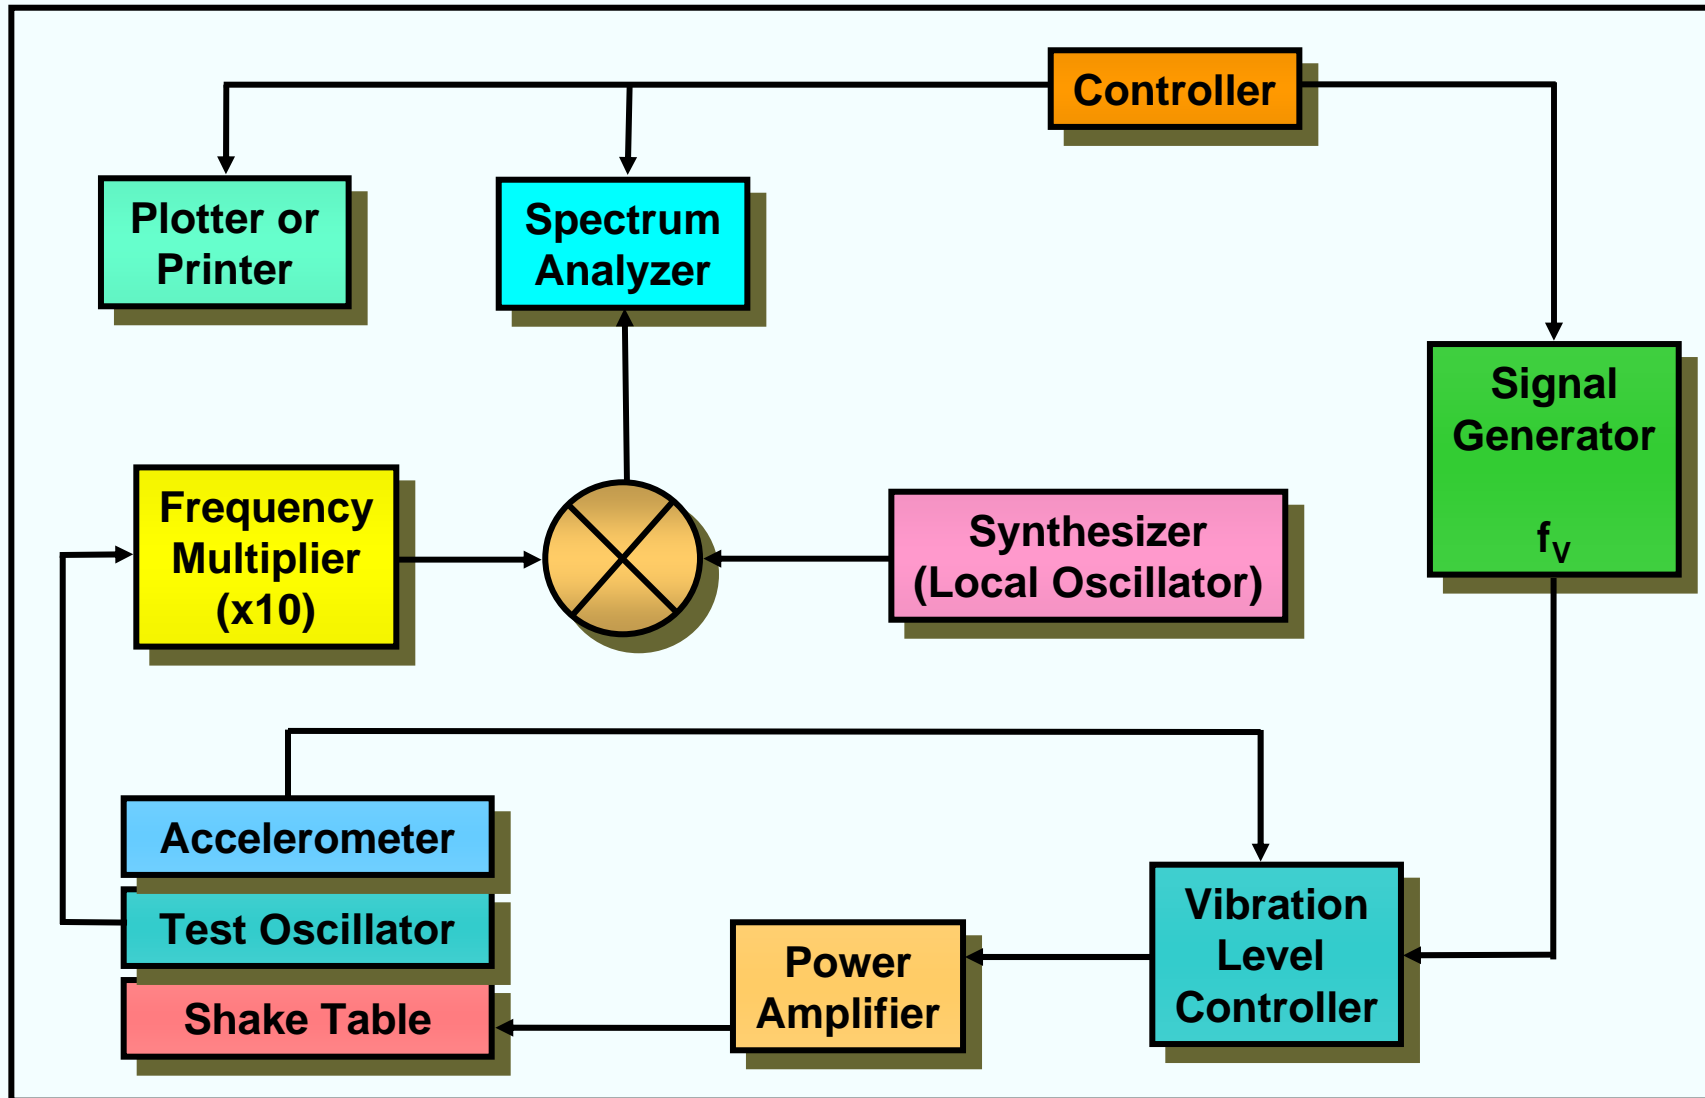 Controller
Plotter or
Printer
Spectrum
Analyzer
Signal
Generator
fV
Frequency
Multiplier
(x10)
Synthesizer
(Local Oscillator)
Accelerometer
Test Oscillator
Shake Table
Power
Amplifier
Vibration
Level
Controller